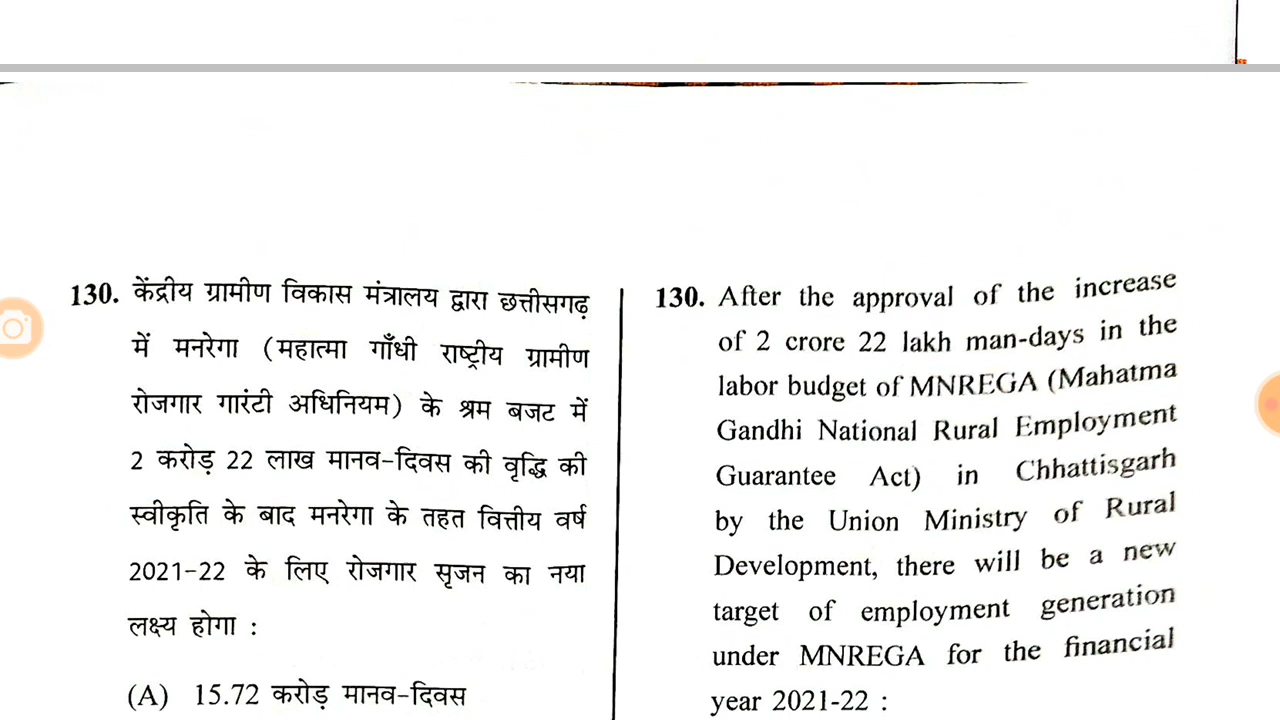 130. केंद्रीय ग्रामीण विकास मंत्रालय द्वारा छत्तीसगढ़
में मनरेगा (महात्मा गाँधी राष्ट्रीय ग्रामीण
रोजगार गारंटी अधिनियम) के श्रम बजट में
2 करोड़ 22 लाख मानव-दिवस की वृद्धि की
स्वीकृति के बाद मनरेगा के तहत वित्तीय वर्ष
2021-22 के लिए रोजगार सृजन का नया
लक्ष्य होगा :
(A) 15.72 करोड़ मानव-दिवस
130. After the approval of the increase
of 2 crore 22 lakh man-days in the
labor budget of MNREGA (Mahatma
Gandhi National Rural Employment
Guarantee Act) in Chhattisgarh
by the Union Ministry of Rural
Development, there will be a new
target of employment generation
under MNREGA for the financial
year 2021-22 :